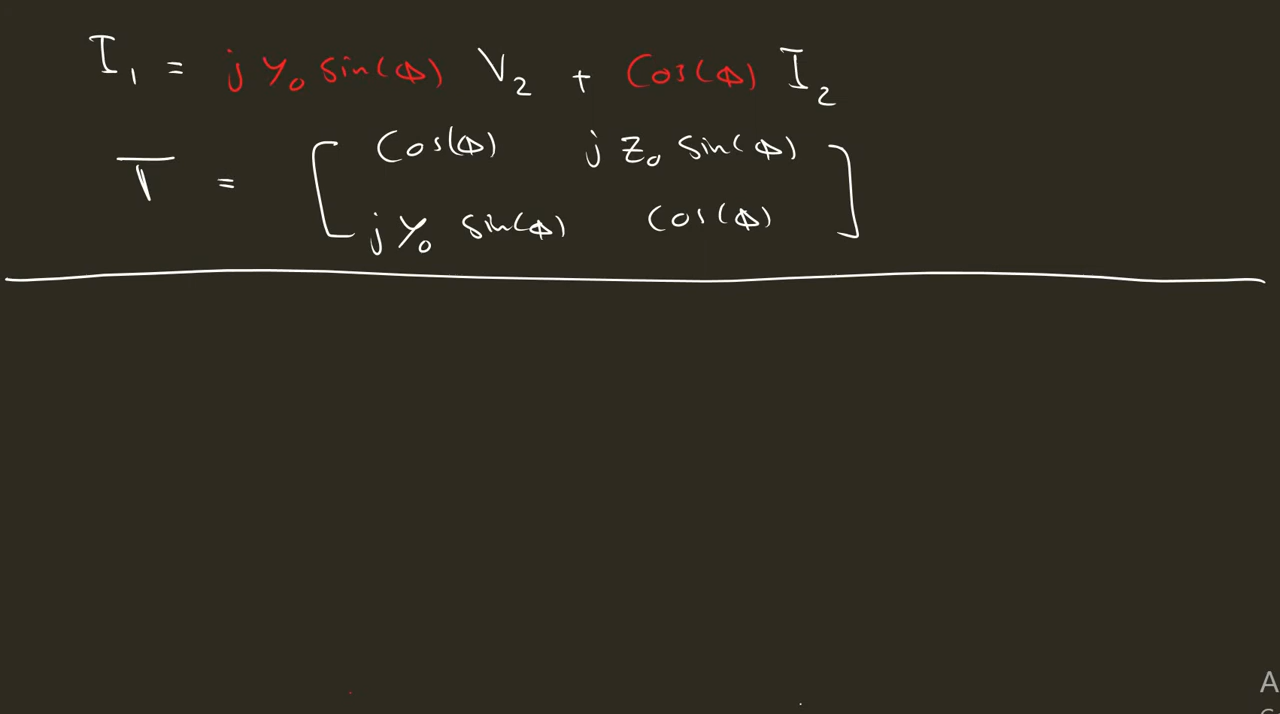 I₁ = j Y₀ Sin(Φ) V₂ + Cos(Φ) I₂
T̅ = [ Cos(Φ) j Z₀ Sin(Φ)
j Y₀ Sin(Φ) Cos(Φ) ]
A